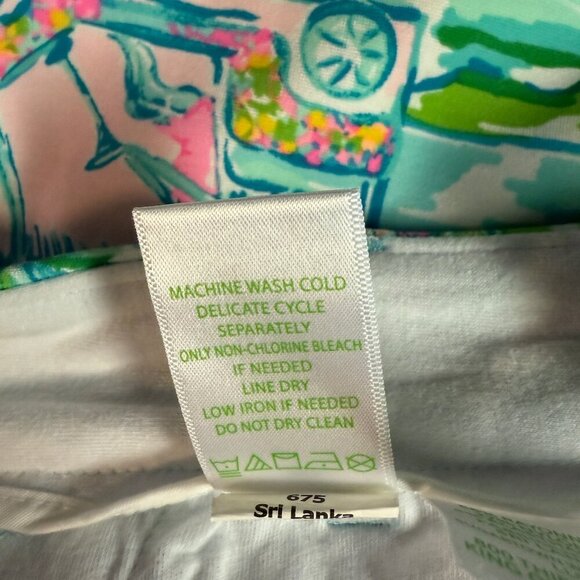 MACHINE WASH COLD
DELICATE CYCLE
SEPARATELY
ONLY NON-CHLORINE BLEACH
IF NEEDED
LINE DRY
LOW IRON IF NEEDED
DO NOT DRY CLEAN
675
Sri Lanka